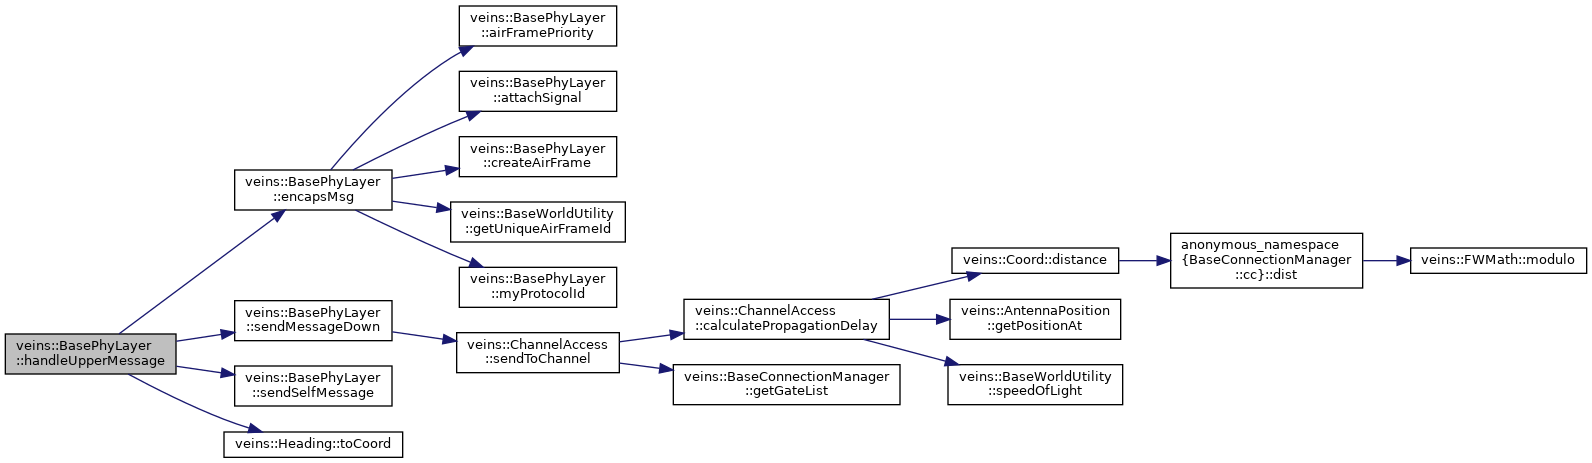 veins::BasePhyLayer
::airFramePriority
veins::BasePhyLayer
::attachSignal
veins::BasePhyLayer
::createAirFrame
veins::BasePhyLayer
::encapsMsg
veins::BaseWorldUtility
::getUniqueAirFrameId
veins::BasePhyLayer
::myProtocolId
veins::Coord::distance
anonymous_namespace
{BaseConnectionManager
::cc}::dist
veins::FWMath::modulo
veins::BasePhyLayer
::sendMessageDown
veins::ChannelAccess
::calculatePropagationDelay
veins::AntennaPosition
::getPositionAt
veins::BasePhyLayer
::handleUpperMessage
veins::ChannelAccess
::sendToChannel
veins::BasePhyLayer
::sendSelfMessage
veins::BaseConnectionManager
::getGateList
veins::BaseWorldUtility
::speedOfLight
veins::Heading::toCoord